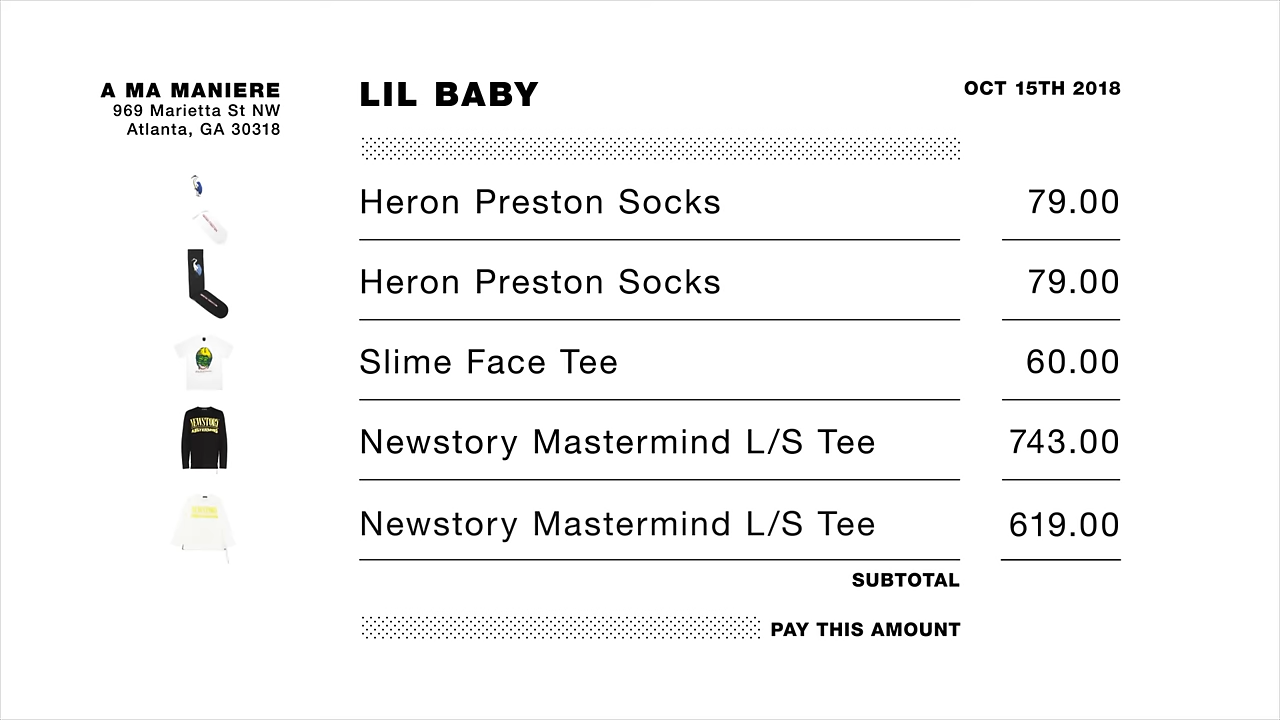 A MA MANIERE
969 Marietta St NW
Atlanta, GA 30318
LIL BABY
OCT 15TH 2018
Heron Preston Socks 79.00
Heron Preston Socks 79.00
Slime Face Tee 60.00
Newstory Mastermind L/S Tee 743.00
Newstory Mastermind L/S Tee 619.00
SUBTOTAL
PAY THIS AMOUNT
NEWSTORY